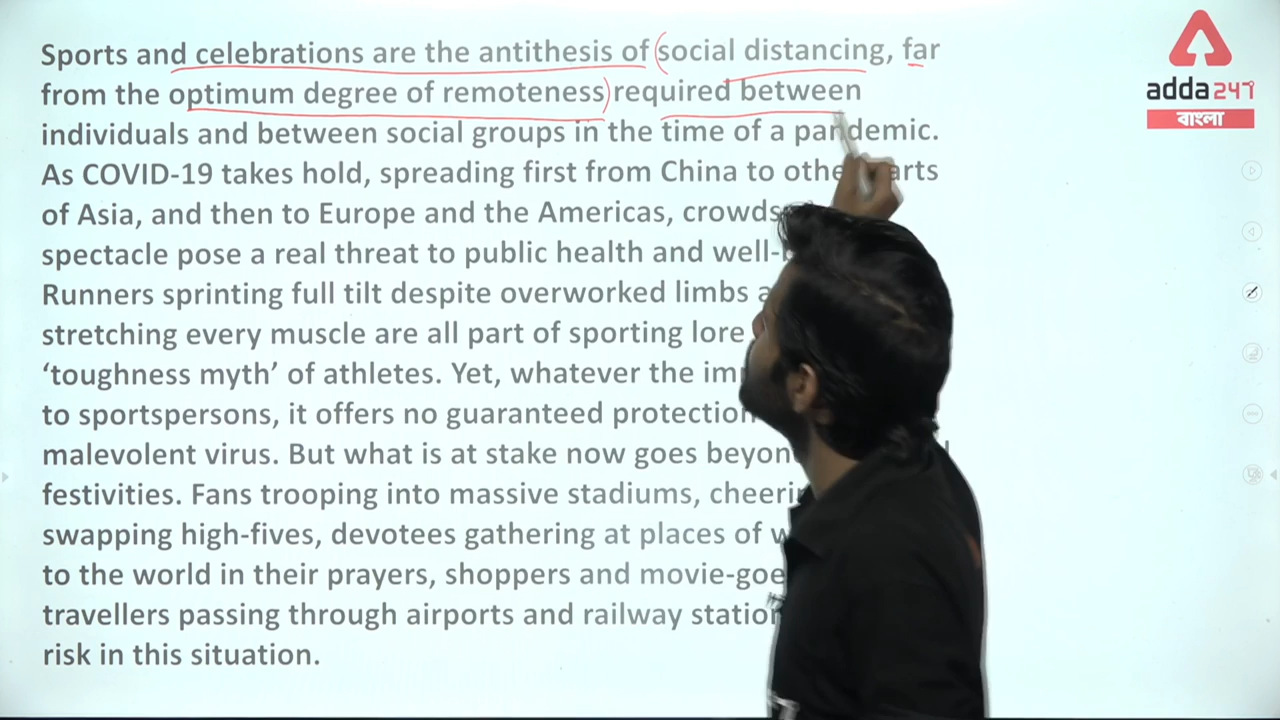 Sports and celebrations are the antithesis of social distancing, far
from the optimum degree of remoteness required between
individuals and between social groups in the time of a pandemic.
As COVID-19 takes hold, spreading first from China to other parts
of Asia, and then to Europe and the Americas, crowds
spectacle pose a real threat to public health and
Runners sprinting full tilt despite overworked limbs
stretching every muscle are all part of sporting lore
‘toughness myth’ of athletes. Yet, whatever the
to sportspersons, it offers no guaranteed protection
malevolent virus. But what is at stake now goes beyond
festivities. Fans trooping into massive stadiums,
swapping high-fives, devotees gathering at places of
to the world in their prayers, shoppers and movie-goers
travellers passing through airports and railway stations
risk in this situation.
adda247
বাংলা